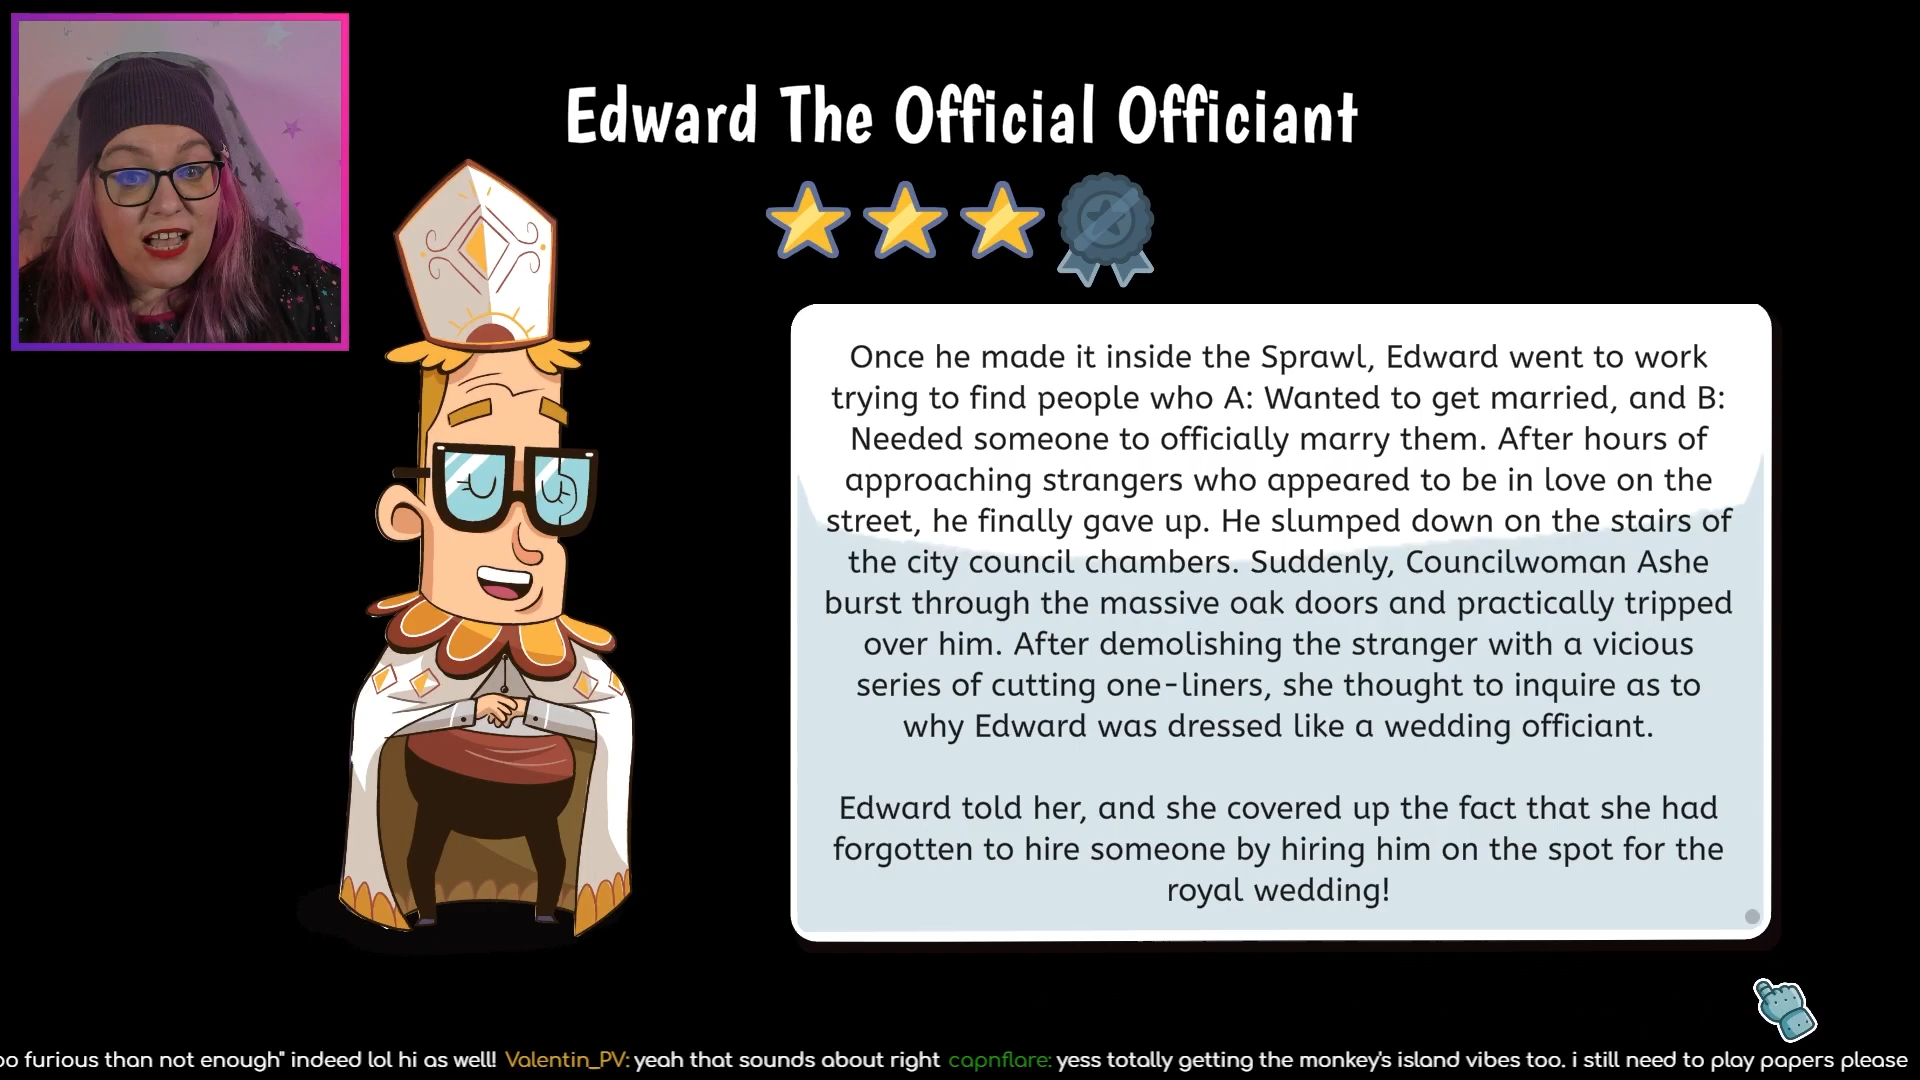 Edward The Official Officiant
Once he made it inside the Sprawl, Edward went to work
trying to find people who A: Wanted to get married, and B:
Needed someone to officially marry them. After hours of
approaching strangers who appeared to be in love on the
street, he finally gave up. He slumped down on the stairs of
the city council chambers. Suddenly, Councilwoman Ashe
burst through the massive oak doors and practically tripped
over him. After demolishing the stranger with a vicious
series of cutting one-liners, she thought to inquire as to
why Edward was dressed like a wedding officiant.
Edward told her, and she covered up the fact that she had
forgotten to hire someone by hiring him on the spot for the
royal wedding!
furious than not enough" indeed lol hi as well! Valentin_PV: yeah that sounds about right capnflare: yess totally getting the monkey's island vibes too. i still need to play papers please